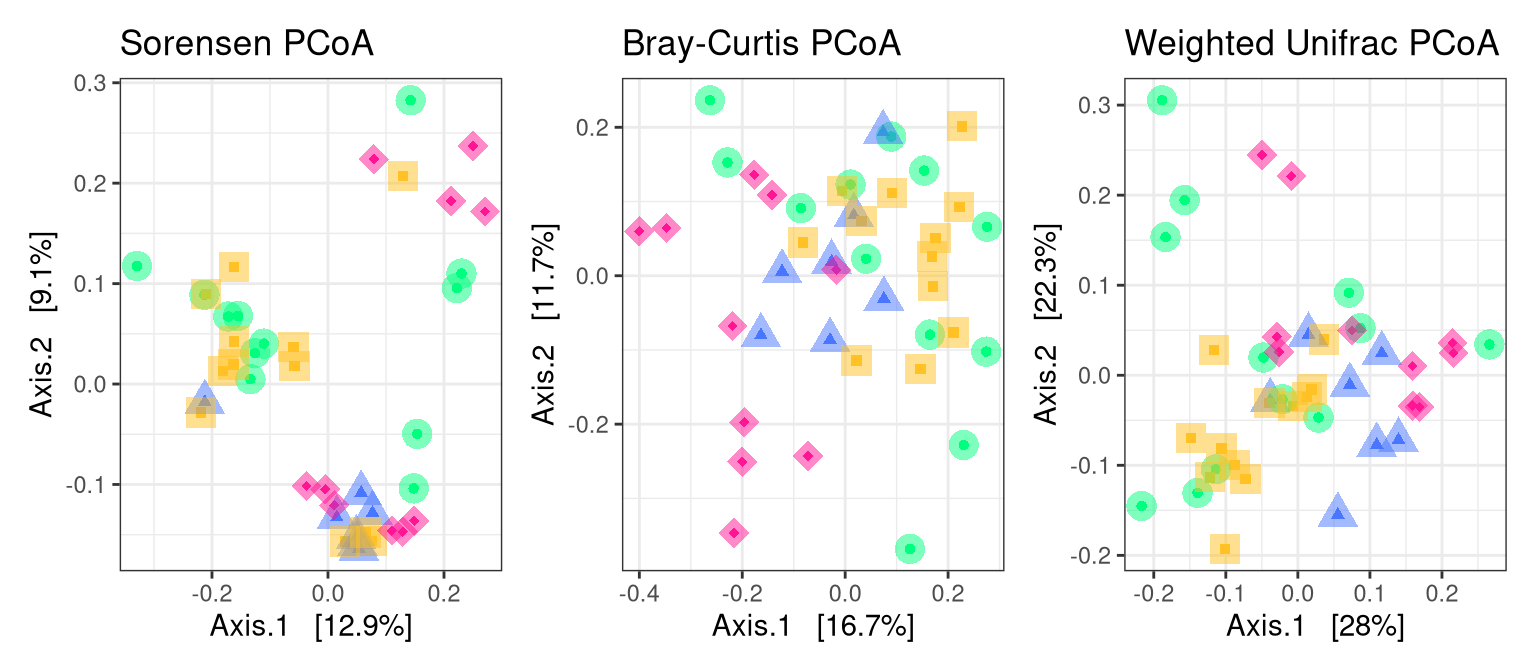 Sorensen PCoA
0.3
0.2
0.1
0.0
-0.1
Axis.2 [9.1%]
-0.2 0.0 0.2
Axis.1 [12.9%]
Bray-Curtis PCoA
0.2
0.0
-0.2
Axis.2 [11.7%]
-0.4 -0.2 0.0 0.2
Axis.1 [16.7%]
Weighted Unifrac PCoA
0.3
0.2
0.1
0.0
-0.1
-0.2
Axis.2 [22.3%]
-0.2 -0.1 0.0 0.1 0.2
Axis.1 [28%]